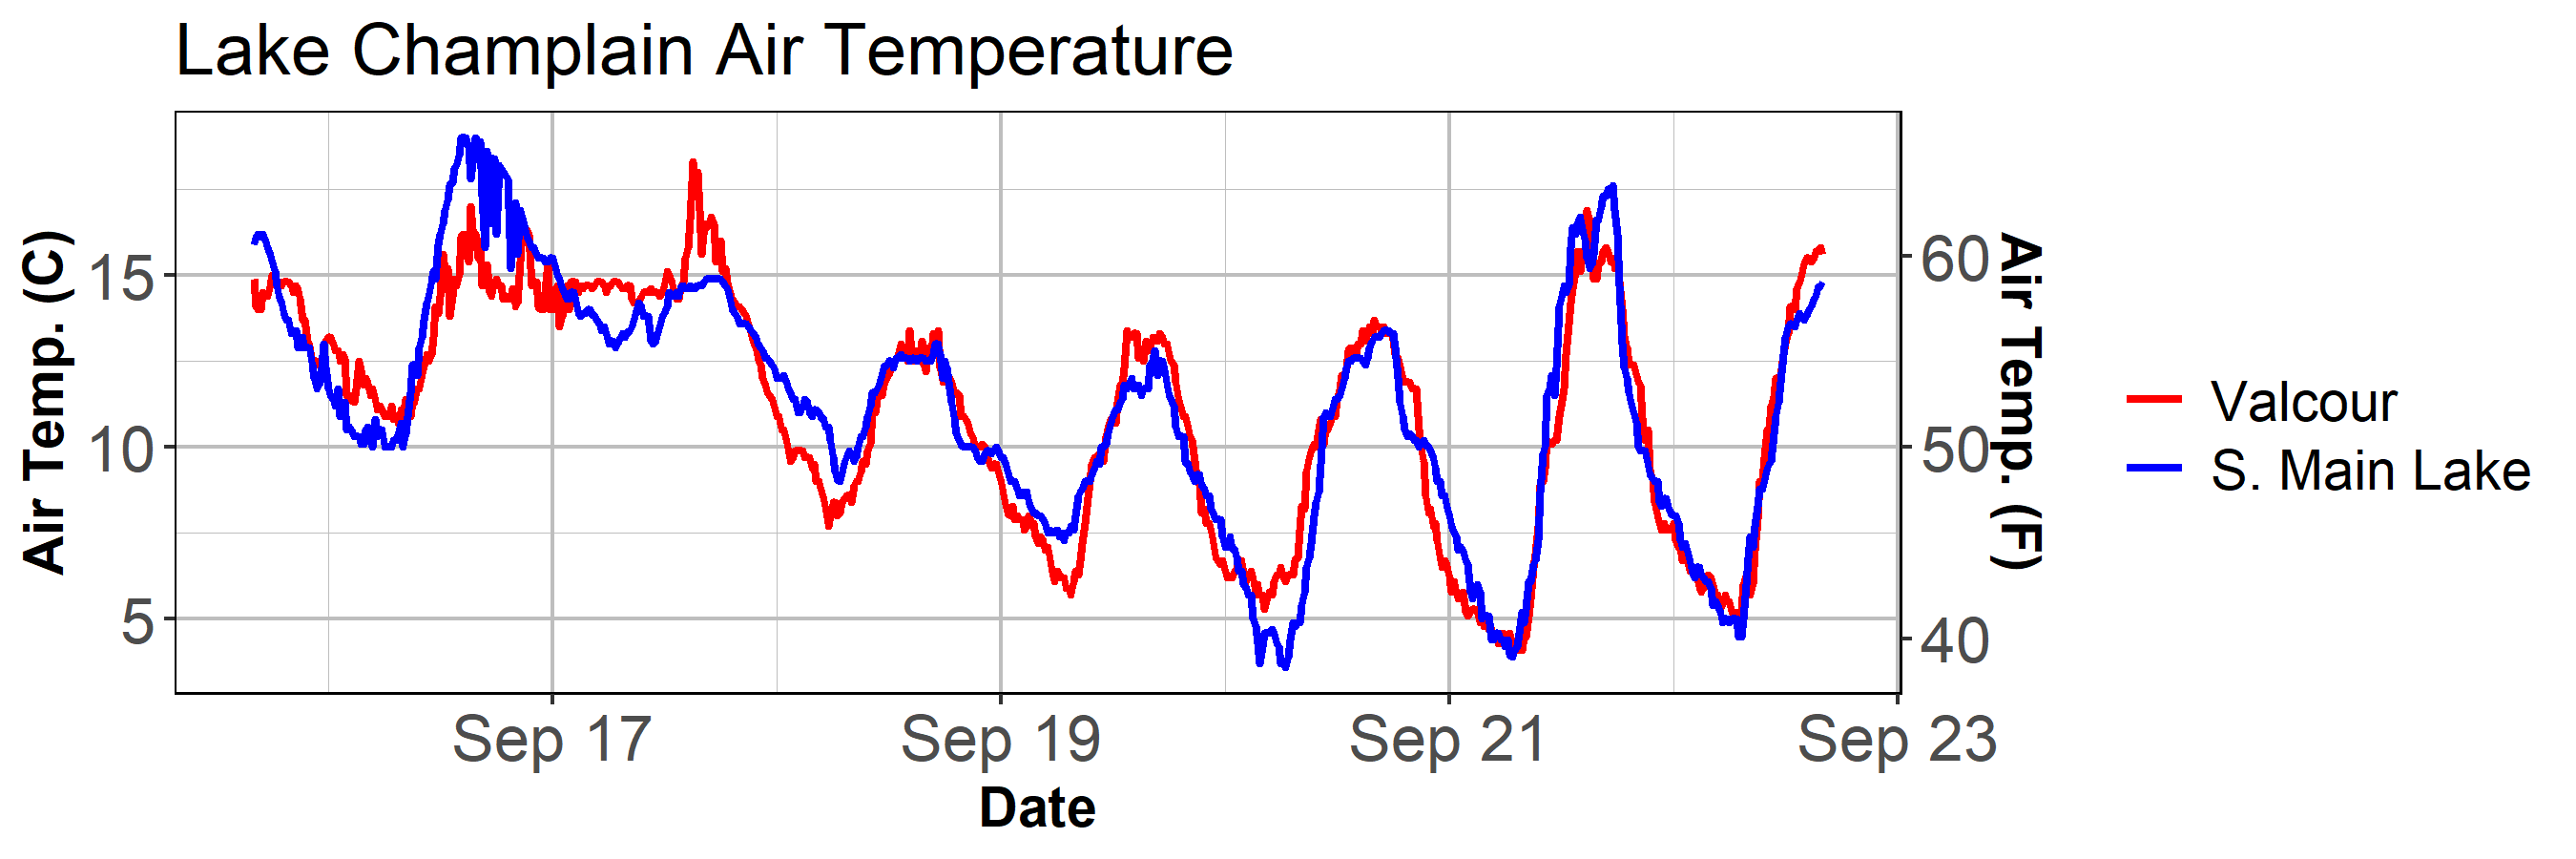 Lake Champlain Air Temperature
Air Temp. (C)
15
10
5
60
50
40
Air Temp. (F)
Sep 17
Sep 19
Sep 21
Sep 23
Date
Valcour
S. Main Lake